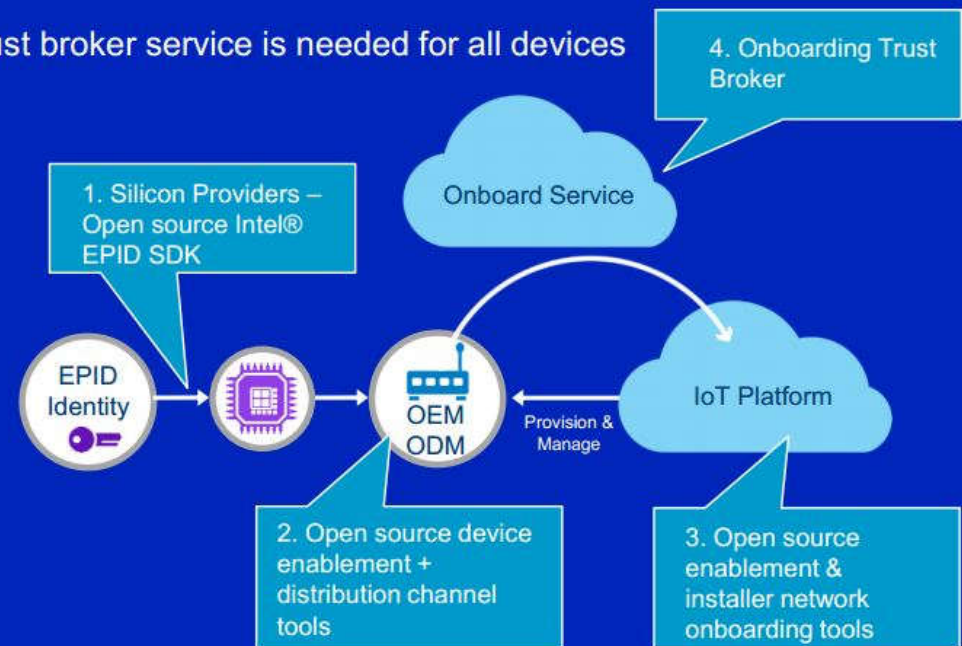 ust broker service is needed for all devices
4. Onboarding Trust
Broker
1. Silicon Providers –
Open source Intel®
EPID SDK
Onboard Service
EPID
Identity
OEM
ODM
Provision &
Manage
IoT Platform
2. Open source device
enablement +
distribution channel
tools
3. Open source
enablement &
installer network
onboarding tools